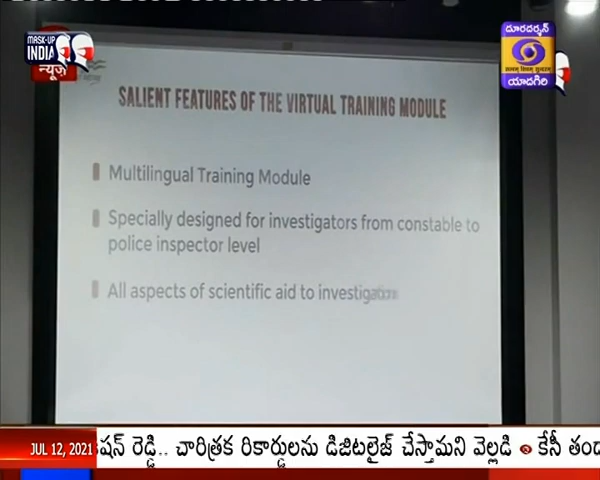 MASK-UP
INDIA
न्यूज़
దూరదర్శన్
యాదగిరి
SALIENT FEATURES OF THE VIRTUAL TRAINING MODULE
Multilingual Training Module
Specially designed for investigators from constable to
police inspector level
All aspects of scientific aid to investigations
JUL 12, 2021
షన్ రెడ్డి.. చారిత్రక రికార్డులను డిజిటలైజ్ చేస్తామని వెల్లడి కేసీ తండ